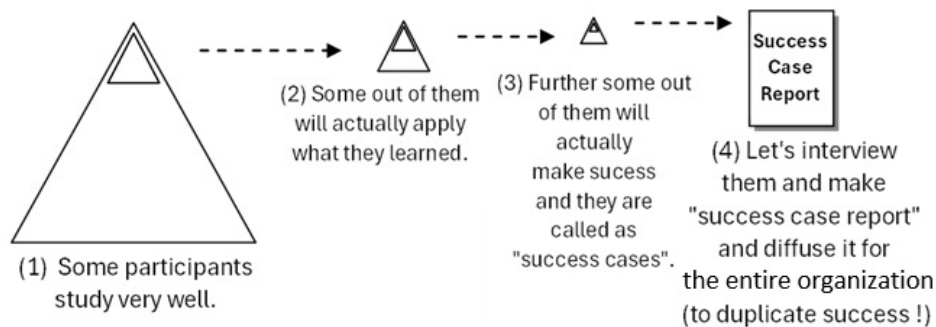 (1) Some participants
study very well.
(2) Some out of them
will actually apply
what they learned.
(3) Further some out
of them will
actually
make sucess
and they are
called as
"success cases".
Success
Case
Report
(4) Let's interview
them and make
"success case report"
and diffuse it for
the entire organization
(to duplicate success !)